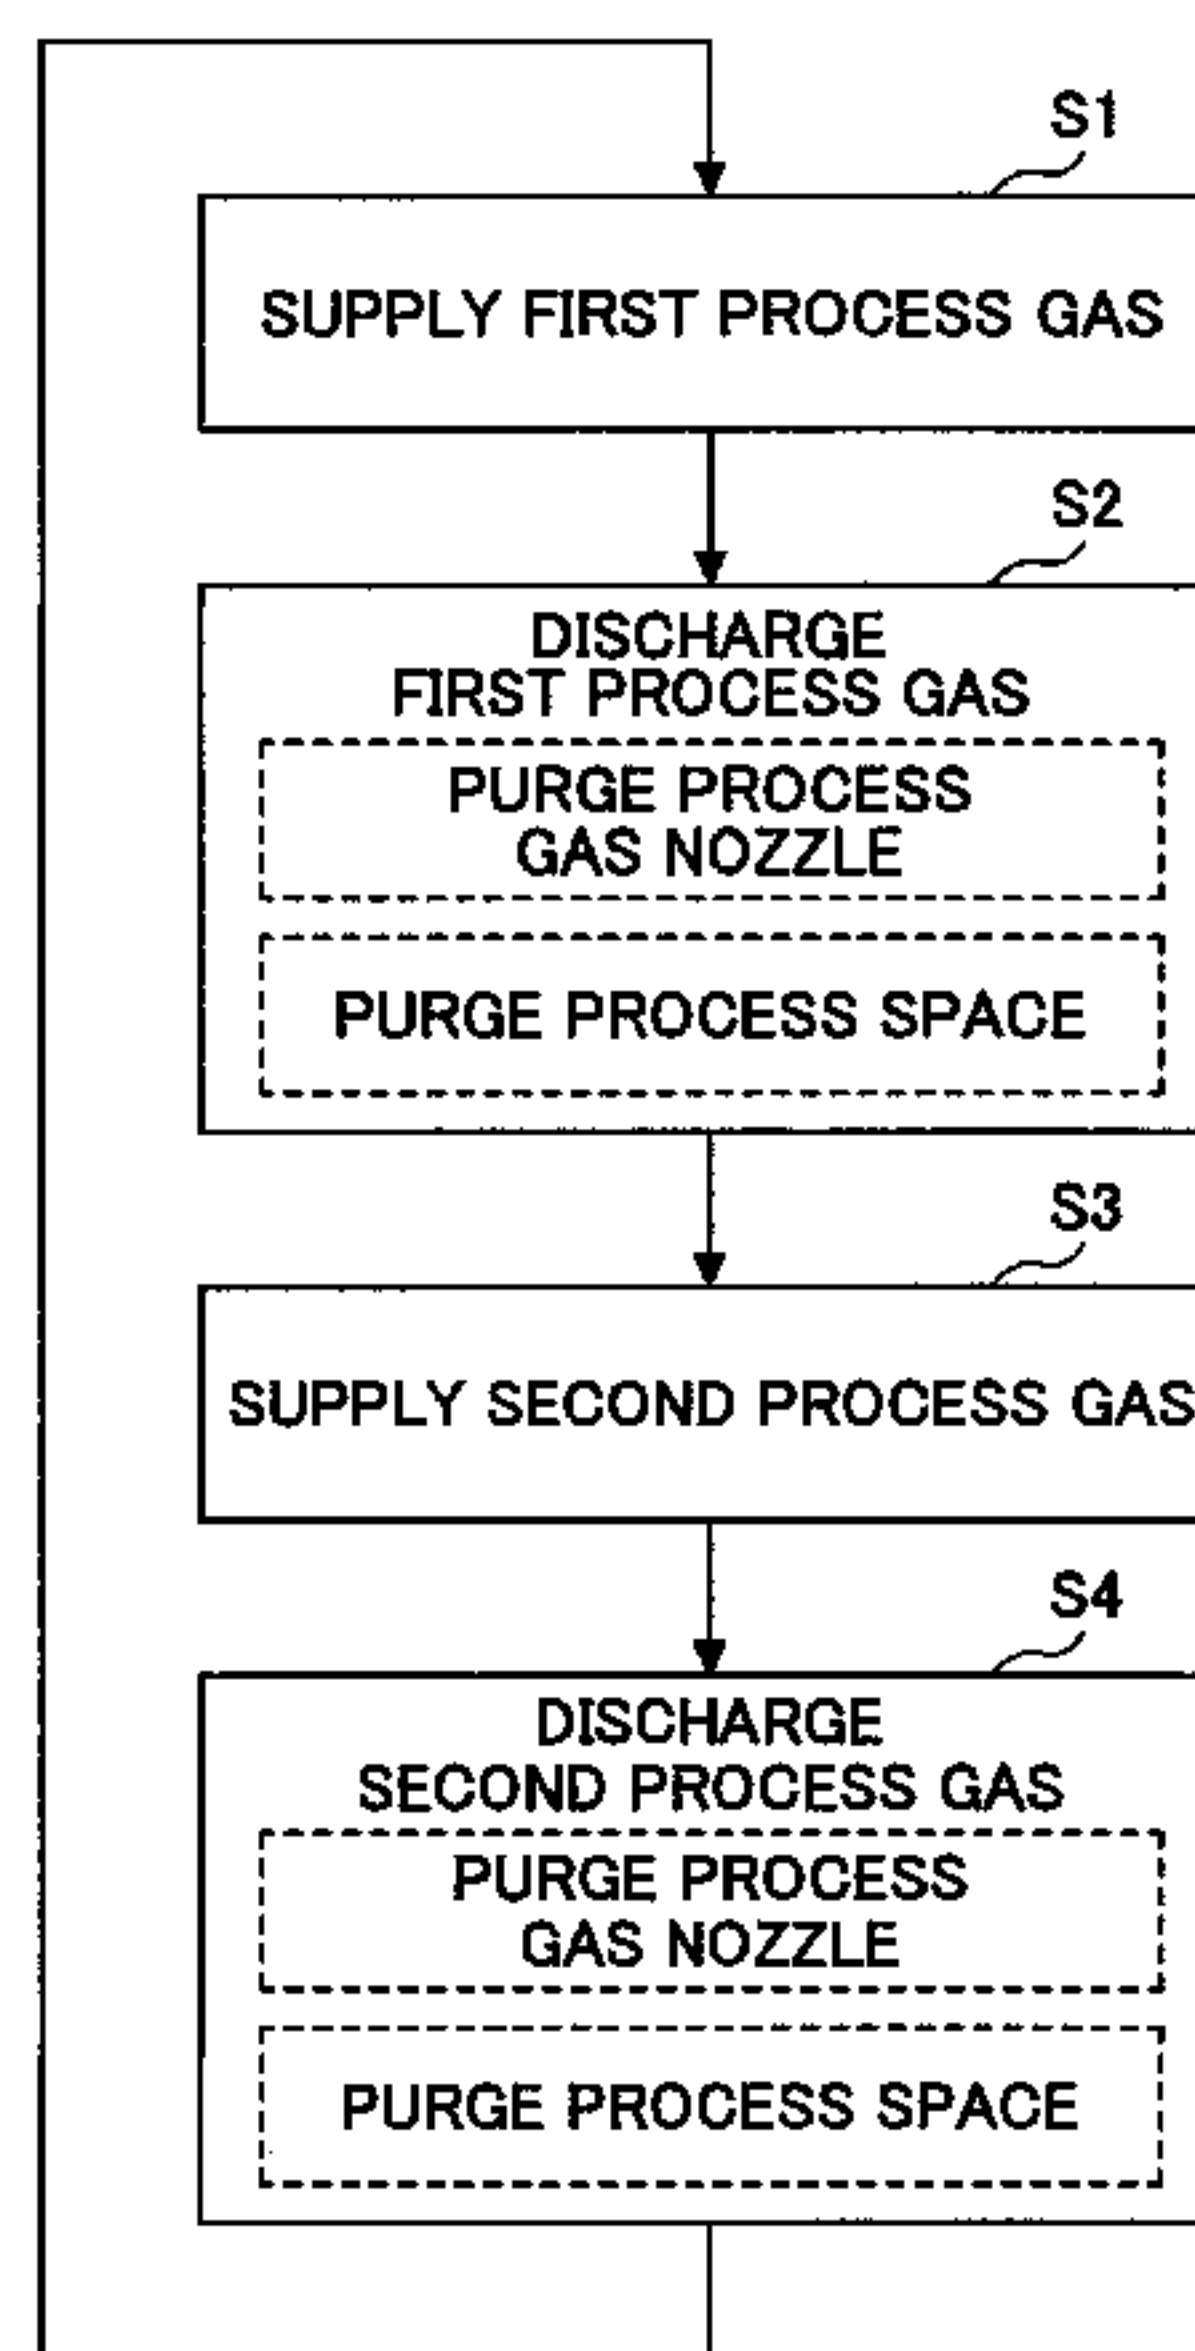 S1
SUPPLY FIRST PROCESS GAS
S2
DISCHARGE
FIRST PROCESS GAS
PURGE PROCESS
GAS NOZZLE
PURGE PROCESS SPACE
S3
SUPPLY SECOND PROCESS GAS
S4
DISCHARGE
SECOND PROCESS GAS
PURGE PROCESS
GAS NOZZLE
PURGE PROCESS SPACE